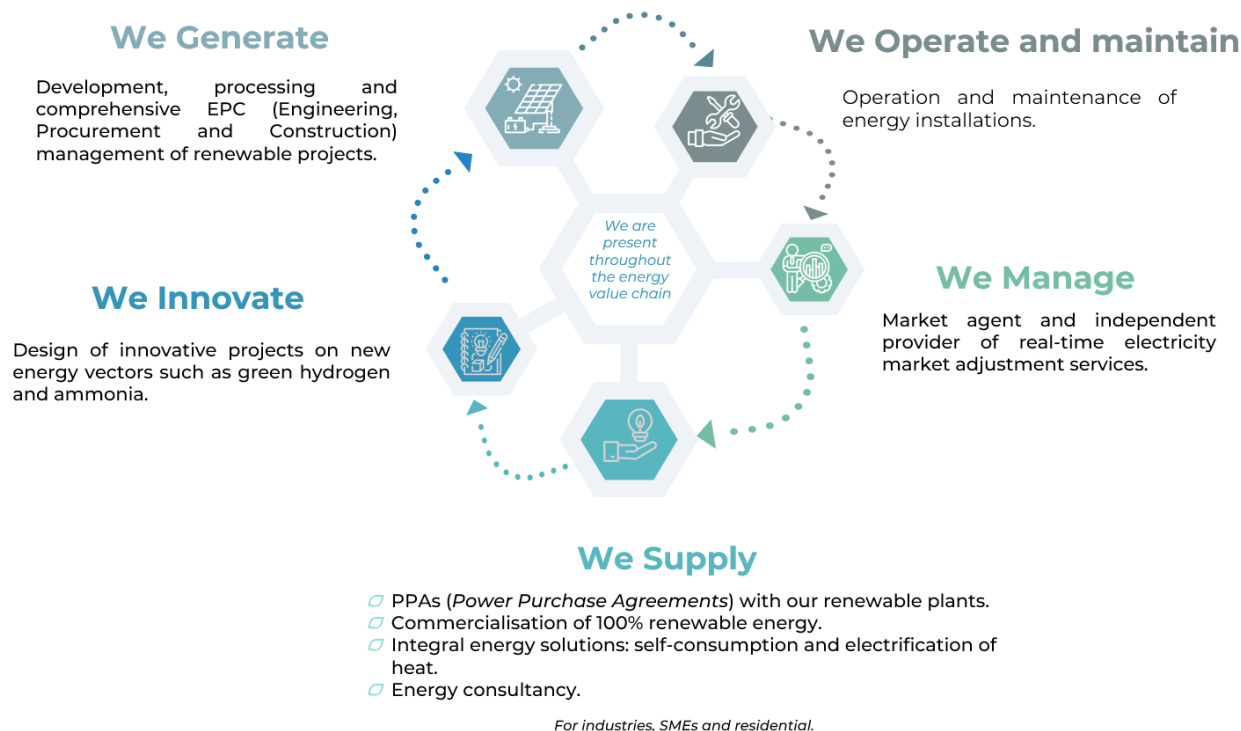 We Generate
Development, processing and
comprehensive EPC (Engineering,
Procurement and Construction)
management of renewable projects.
We Operate and maintain
Operation and maintenance of
energy installations.
We are
present
throughout
the energy
value chain
We Innovate
Design of innovative projects on new
energy vectors such as green hydrogen
and ammonia.
We Manage
Market agent and independent
provider of real-time electricity
market adjustment services.
We Supply
PPAs (Power Purchase Agreements) with our renewable plants.
Commercialisation of 100% renewable energy.
Integral energy solutions: self-consumption and electrification of
heat.
Energy consultancy.
For industries, SMEs and residential.